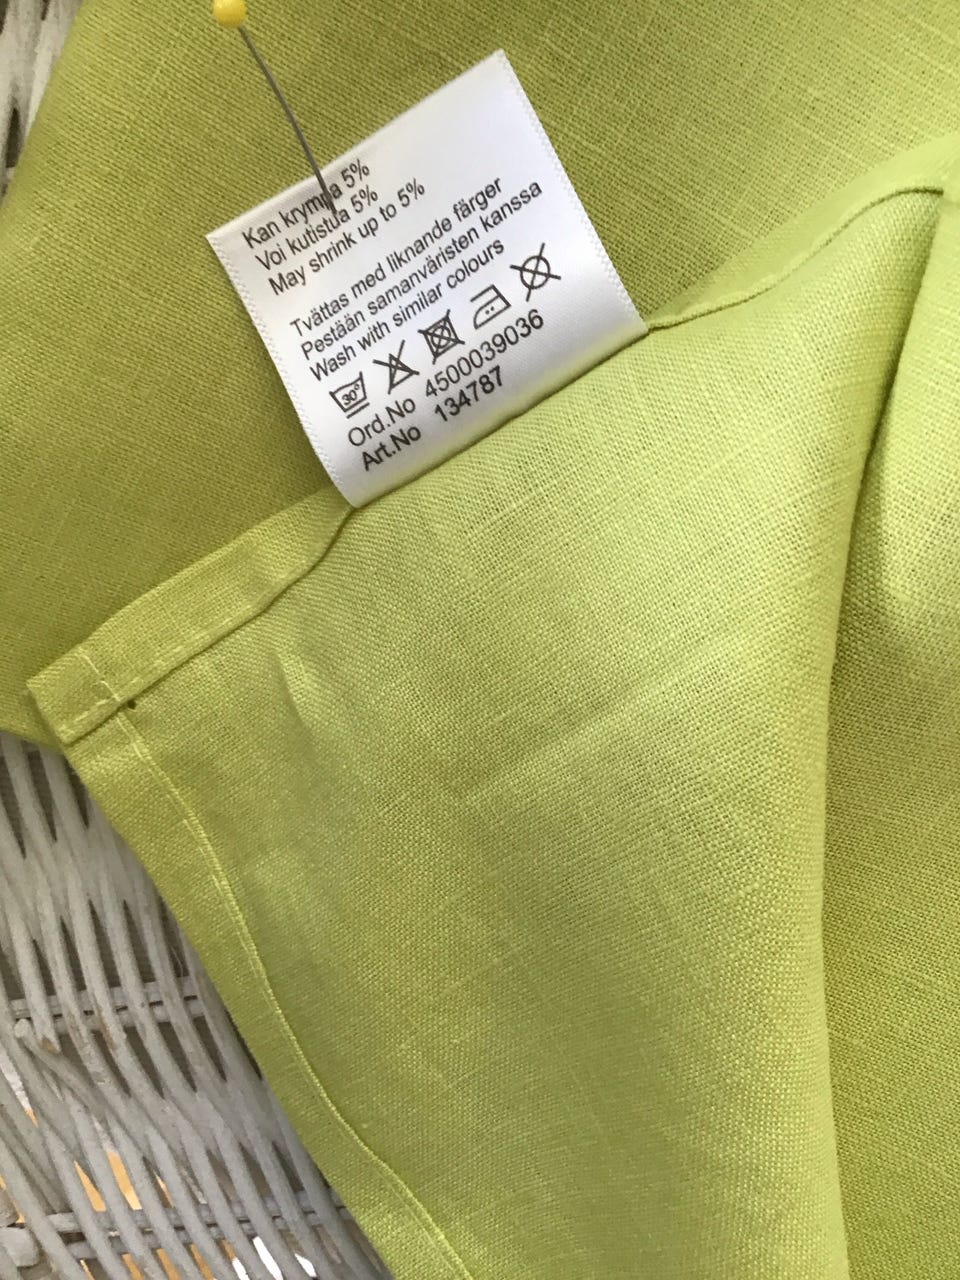 Kan krympa 5%
Voi kutistua 5%
May shrink up to 5%
Tvättas med liknande färger
Pestään samanväristen kanssa
Wash with similar colours
30°
Ord.No 4500039036
Art.No 134787